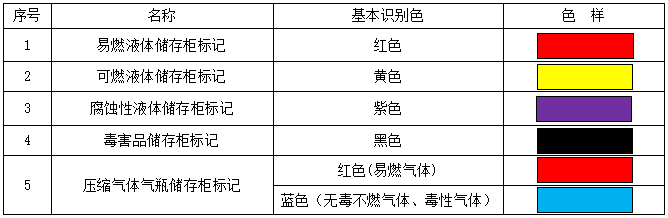 序号 名称 基本识别色 色 样
1 易燃液体储存柜标记 红色
2 可燃液体储存柜标记 黄色
3 腐蚀性液体储存柜标记 紫色
4 毒害品储存柜标记 黑色
5 压缩气体气瓶储存柜标记 红色(易燃气体)
蓝色（无毒不燃气体、毒性气体）